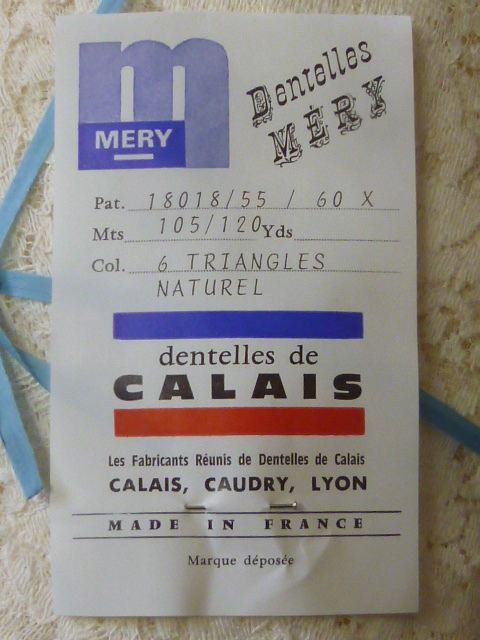 MERY
Dentelles
MÉRY
Pat. 18018/55 / 60 X
Mts 105/120 Yds
Col. 6 TRIANGLES
NATUREL
dentelles de
CALAIS
Les Fabricants Réunis de Dentelles de Calais
CALAIS, CAUDRY, LYON
MADE IN FRANCE
Marque déposée